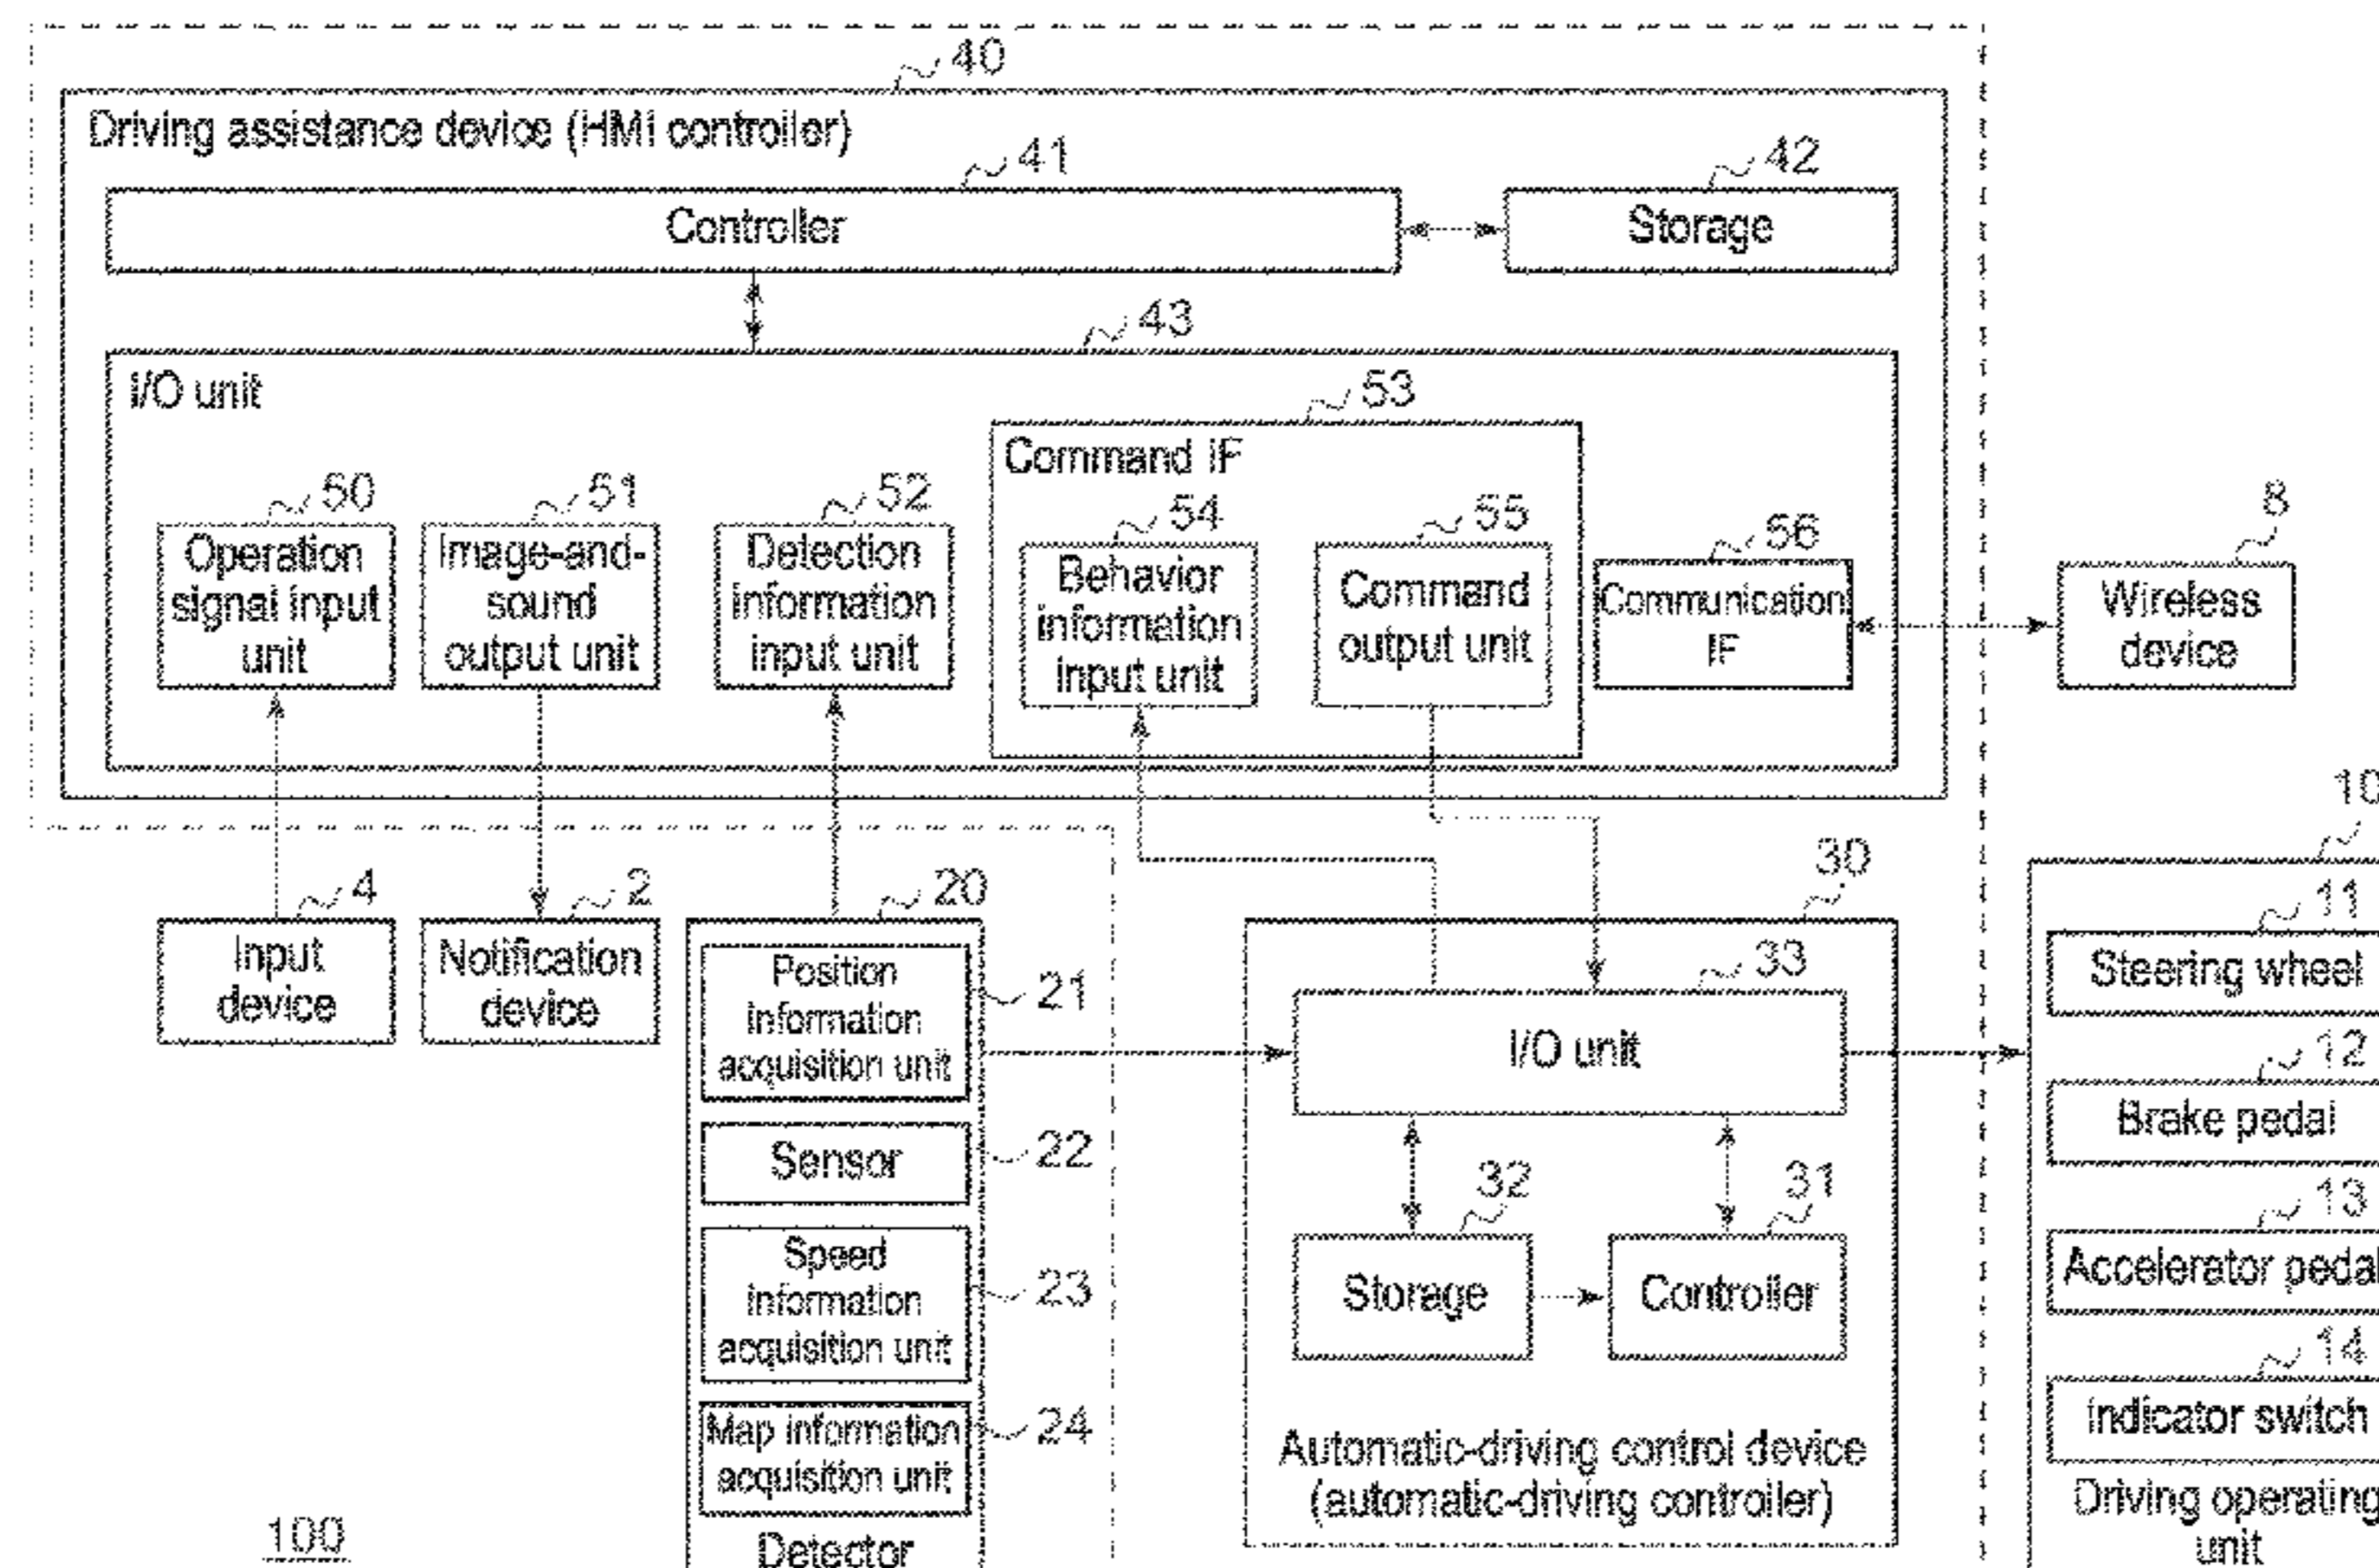 40
Driving assistance device (HMI controller)
41
42
Controller
Storage
43
I/O unit
53
Command IF
50
51
52
54
55
56
8
Operation
signal input
unit
Image-and-
sound
output unit
Detection
information
input unit
Behavior
information
input unit
Command
output unit
Communication
IF
Wireless
device
10
4
2
20
30
11
Input
device
Notification
device
Position
information
acquisition unit
21
33
I/O unit
Steering wheel
12
Brake pedal
Sensor
22
32
31
13
Speed
information
acquisition unit
23
Storage
Controller
Accelerator pedal
14
Map information
acquisition unit
24
Indicator switch
Automatic-driving control device
(automatic-driving controller)
Driving operating
unit
100
Detector